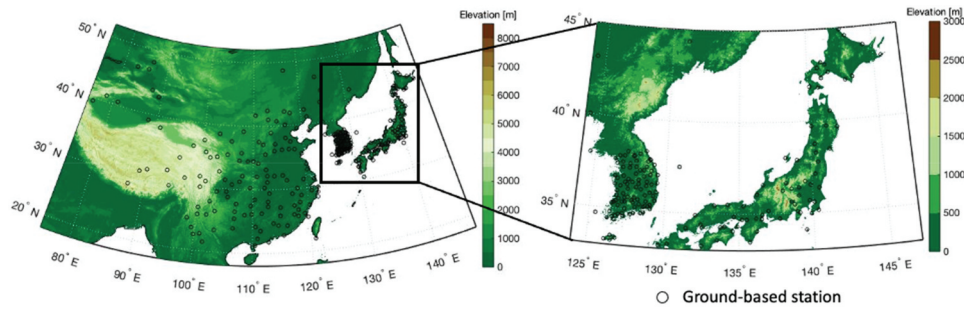 Elevation [m]
50°N
40°N
30°N
20°N
80°E
90°E
100°E
110°E
120°E
130°E
140°E
8000
7000
6000
5000
4000
3000
2000
1000
0
Elevation [m]
45°N
40°N
35°N
125°E
130°E
135°E
140°E
145°E
3000
2500
2000
1500
1000
500
0
Ground-based station